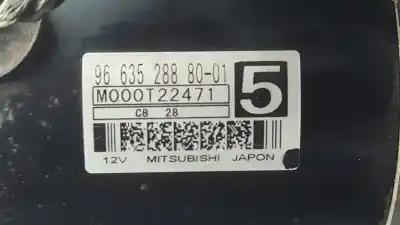 96 635 288 80-01
M000T22471
5
CB 28
12V MITSUBISHI JAPON